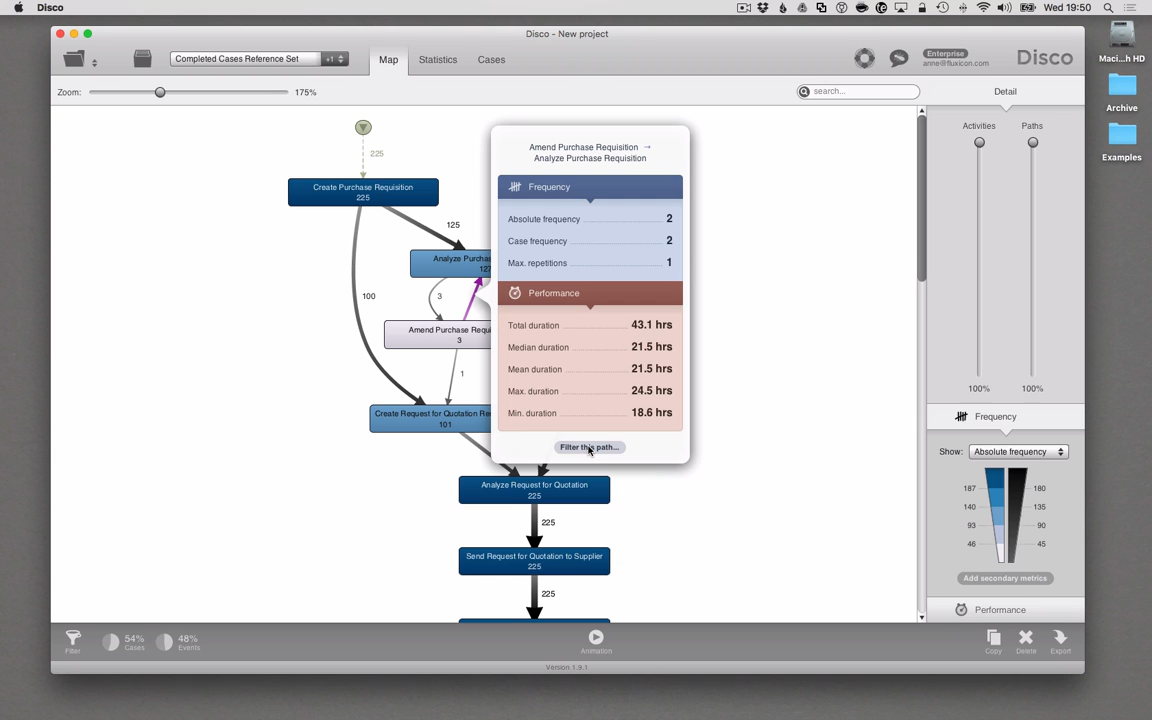 Disco
Wed 19:50
Disco - New project
Completed Cases Reference Set
+1
Map
Statistics
Cases
Enterprise
anne@fluxicon.com
Disco
Zoom:
175%
search...
Detail
Maci...h HD
Archive
Examples
Activities
Paths
100%
100%
225
Create Purchase Requisition
225
125
Analyze Purchas
127
100
3
Amend Purchase Requi
3
1
Create Request for Quotation Re
101
Analyze Request for Quotation
225
225
Send Request for Quotation to Supplier
225
225
Amend Purchase Requisition →
Analyze Purchase Requisition
Frequency
Absolute frequency 2
Case frequency 2
Max. repetitions 1
Performance
Total duration 43.1 hrs
Median duration 21.5 hrs
Mean duration 21.5 hrs
Max. duration 24.5 hrs
Min. duration 18.6 hrs
Filter this path...
Frequency
Show:
Absolute frequency
187
180
140
135
93
90
46
45
Add secondary metrics
Performance
Filter
54%
Cases
48%
Events
Animation
Copy
Delete
Export
Version 1.9.1